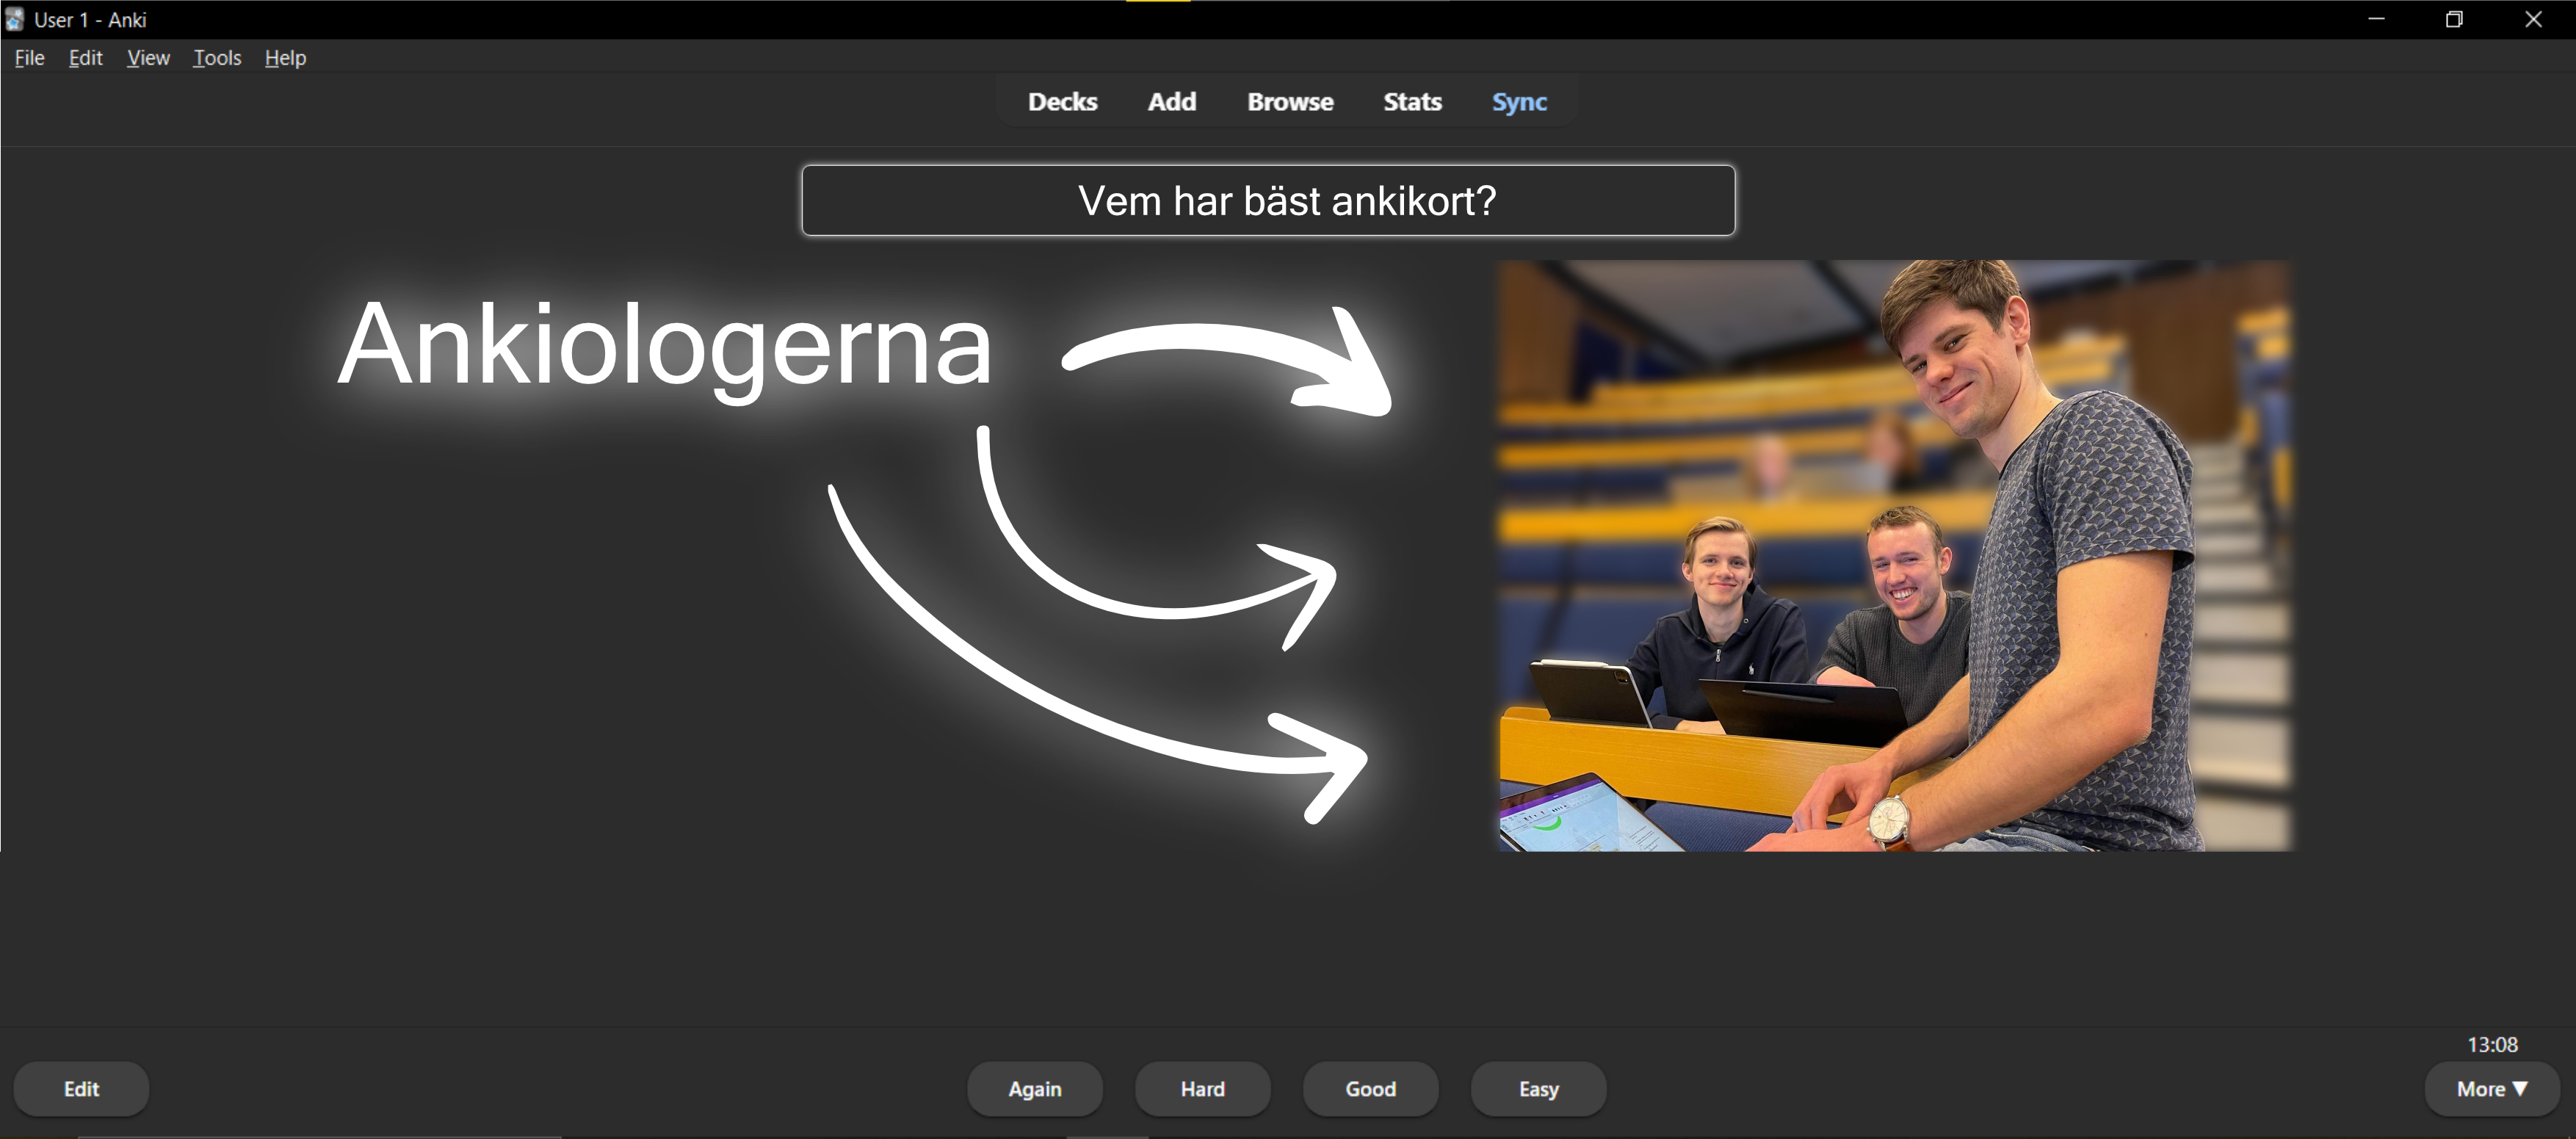 User 1 - Anki
File Edit View Tools Help
Decks Add Browse Stats Sync
Vem har bäst ankikort?
Ankiologerna
13:08
Edit Again Hard Good Easy More ▼